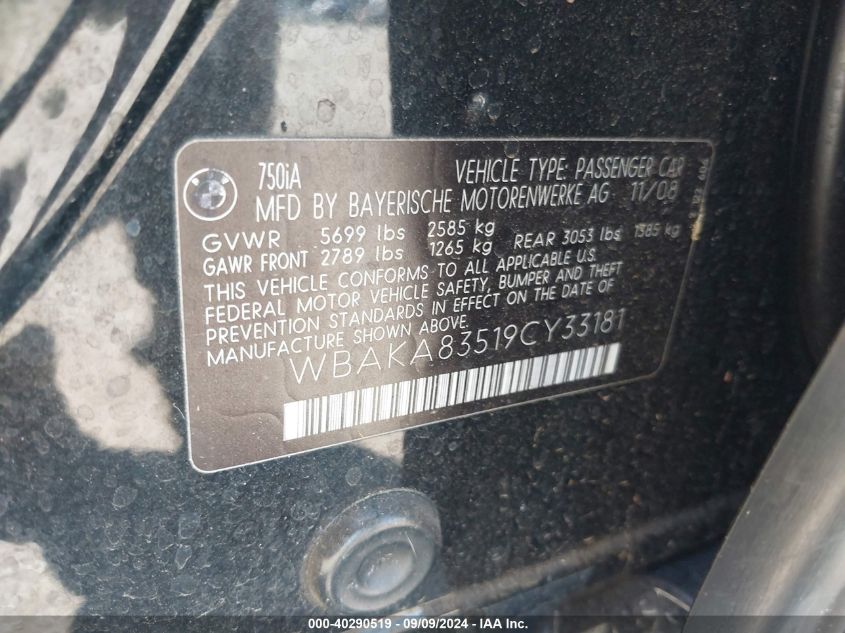 750iA VEHICLE TYPE: PASSENGER CAR
MFD BY BAYERISCHE MOTORENWERKE AG 11/08
GVWR 5699 lbs 2585 kg
GAWR FRONT 2789 lbs 1265 kg REAR 3053 lbs 1385 kg
THIS VEHICLE CONFORMS TO ALL APPLICABLE U.S.
FEDERAL MOTOR VEHICLE SAFETY, BUMPER AND THEFT
PREVENTION STANDARDS IN EFFECT ON THE DATE OF
MANUFACTURE SHOWN ABOVE.
WBAKA83519CY33181
000-40290519 - 09/09/2024 - IAA Inc.